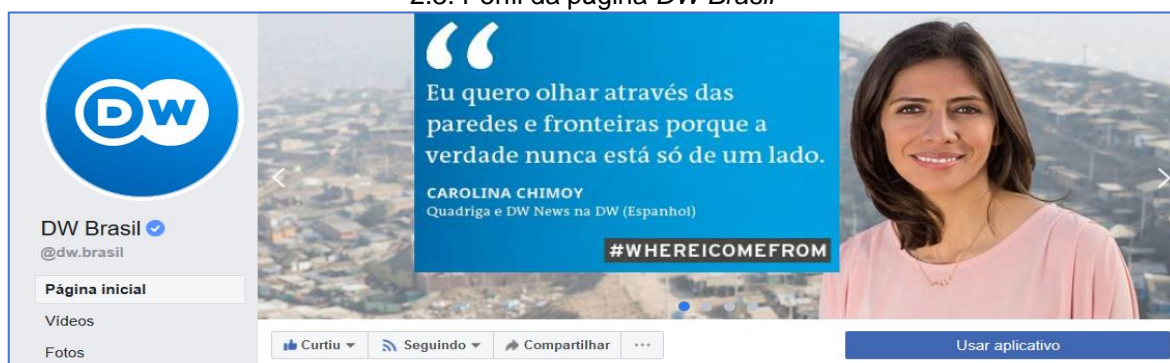 2.3. Perfil da página DW Brasil
DW
DW Brasil
@dw.brasil
Página inicial
Vídeos
Fotos
“
Eu quero olhar através das
paredes e fronteiras porque a
verdade nunca está só de um lado.
CAROLINA CHIMOY
Quadriga e DW News na DW (Espanhol)
#WHEREICOMEFROM
Curtiu
Seguindo
Compartilhar
...
Usar aplicativo